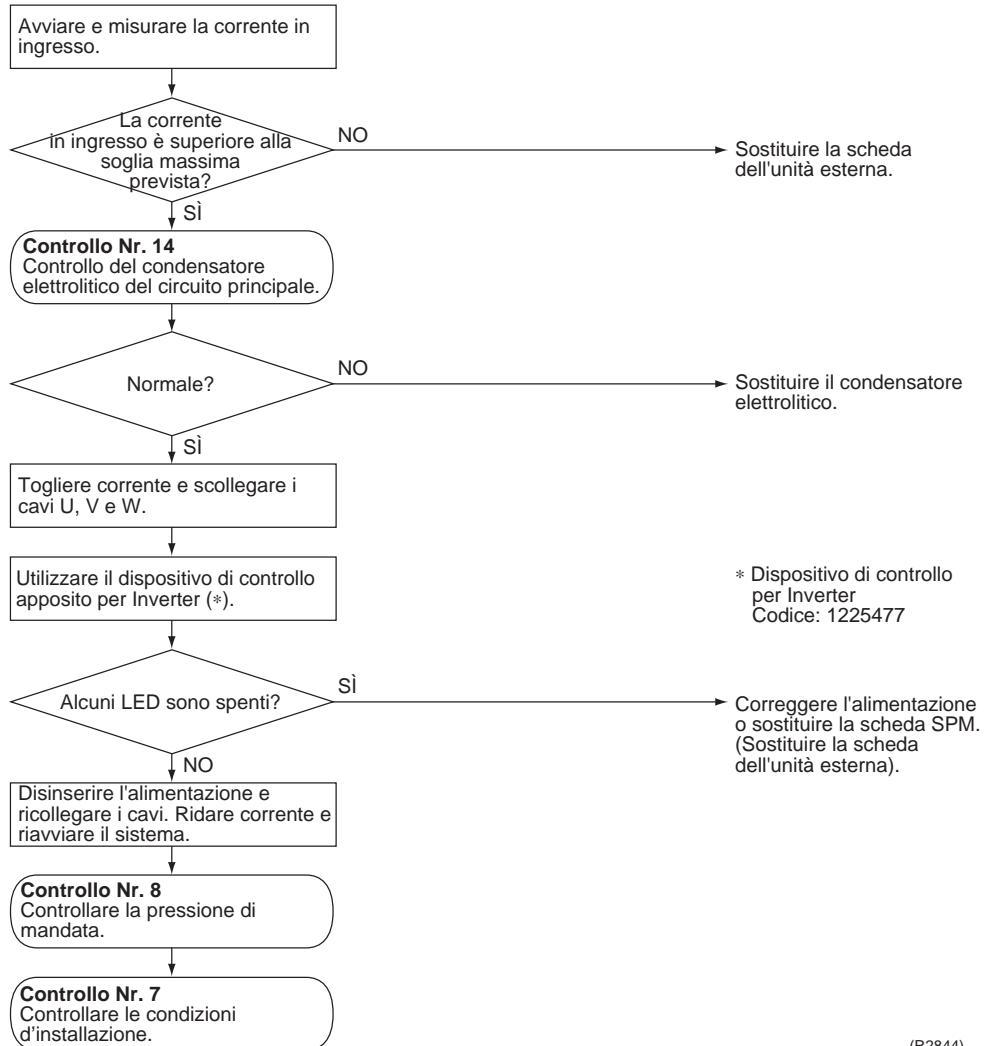 Avviare e misurare la corrente in
ingresso.
La corrente
in ingresso è superiore alla
soglia massima
prevista?
NO
Sostituire la scheda
dell'unità esterna.
SÌ
Controllo Nr. 14
Controllo del condensatore
elettrolitico del circuito principale.
Normale?
NO
Sostituire il condensatore
elettrolitico.
SÌ
Togliere corrente e scollegare i
cavi U, V e W.
Utilizzare il dispositivo di controllo
apposito per Inverter (*).
* Dispositivo di controllo
per Inverter
Codice: 1225477
Alcuni LED sono spenti?
SÌ
Correggere l'alimentazione
o sostituire la scheda SPM.
(Sostituire la scheda
dell'unità esterna).
NO
Disinserire l'alimentazione e
ricollegare i cavi. Ridare corrente e
riavviare il sistema.
Controllo Nr. 8
Controllare la pressione di
mandata.
Controllo Nr. 7
Controllare le condizioni
d'installazione.
(R2844)